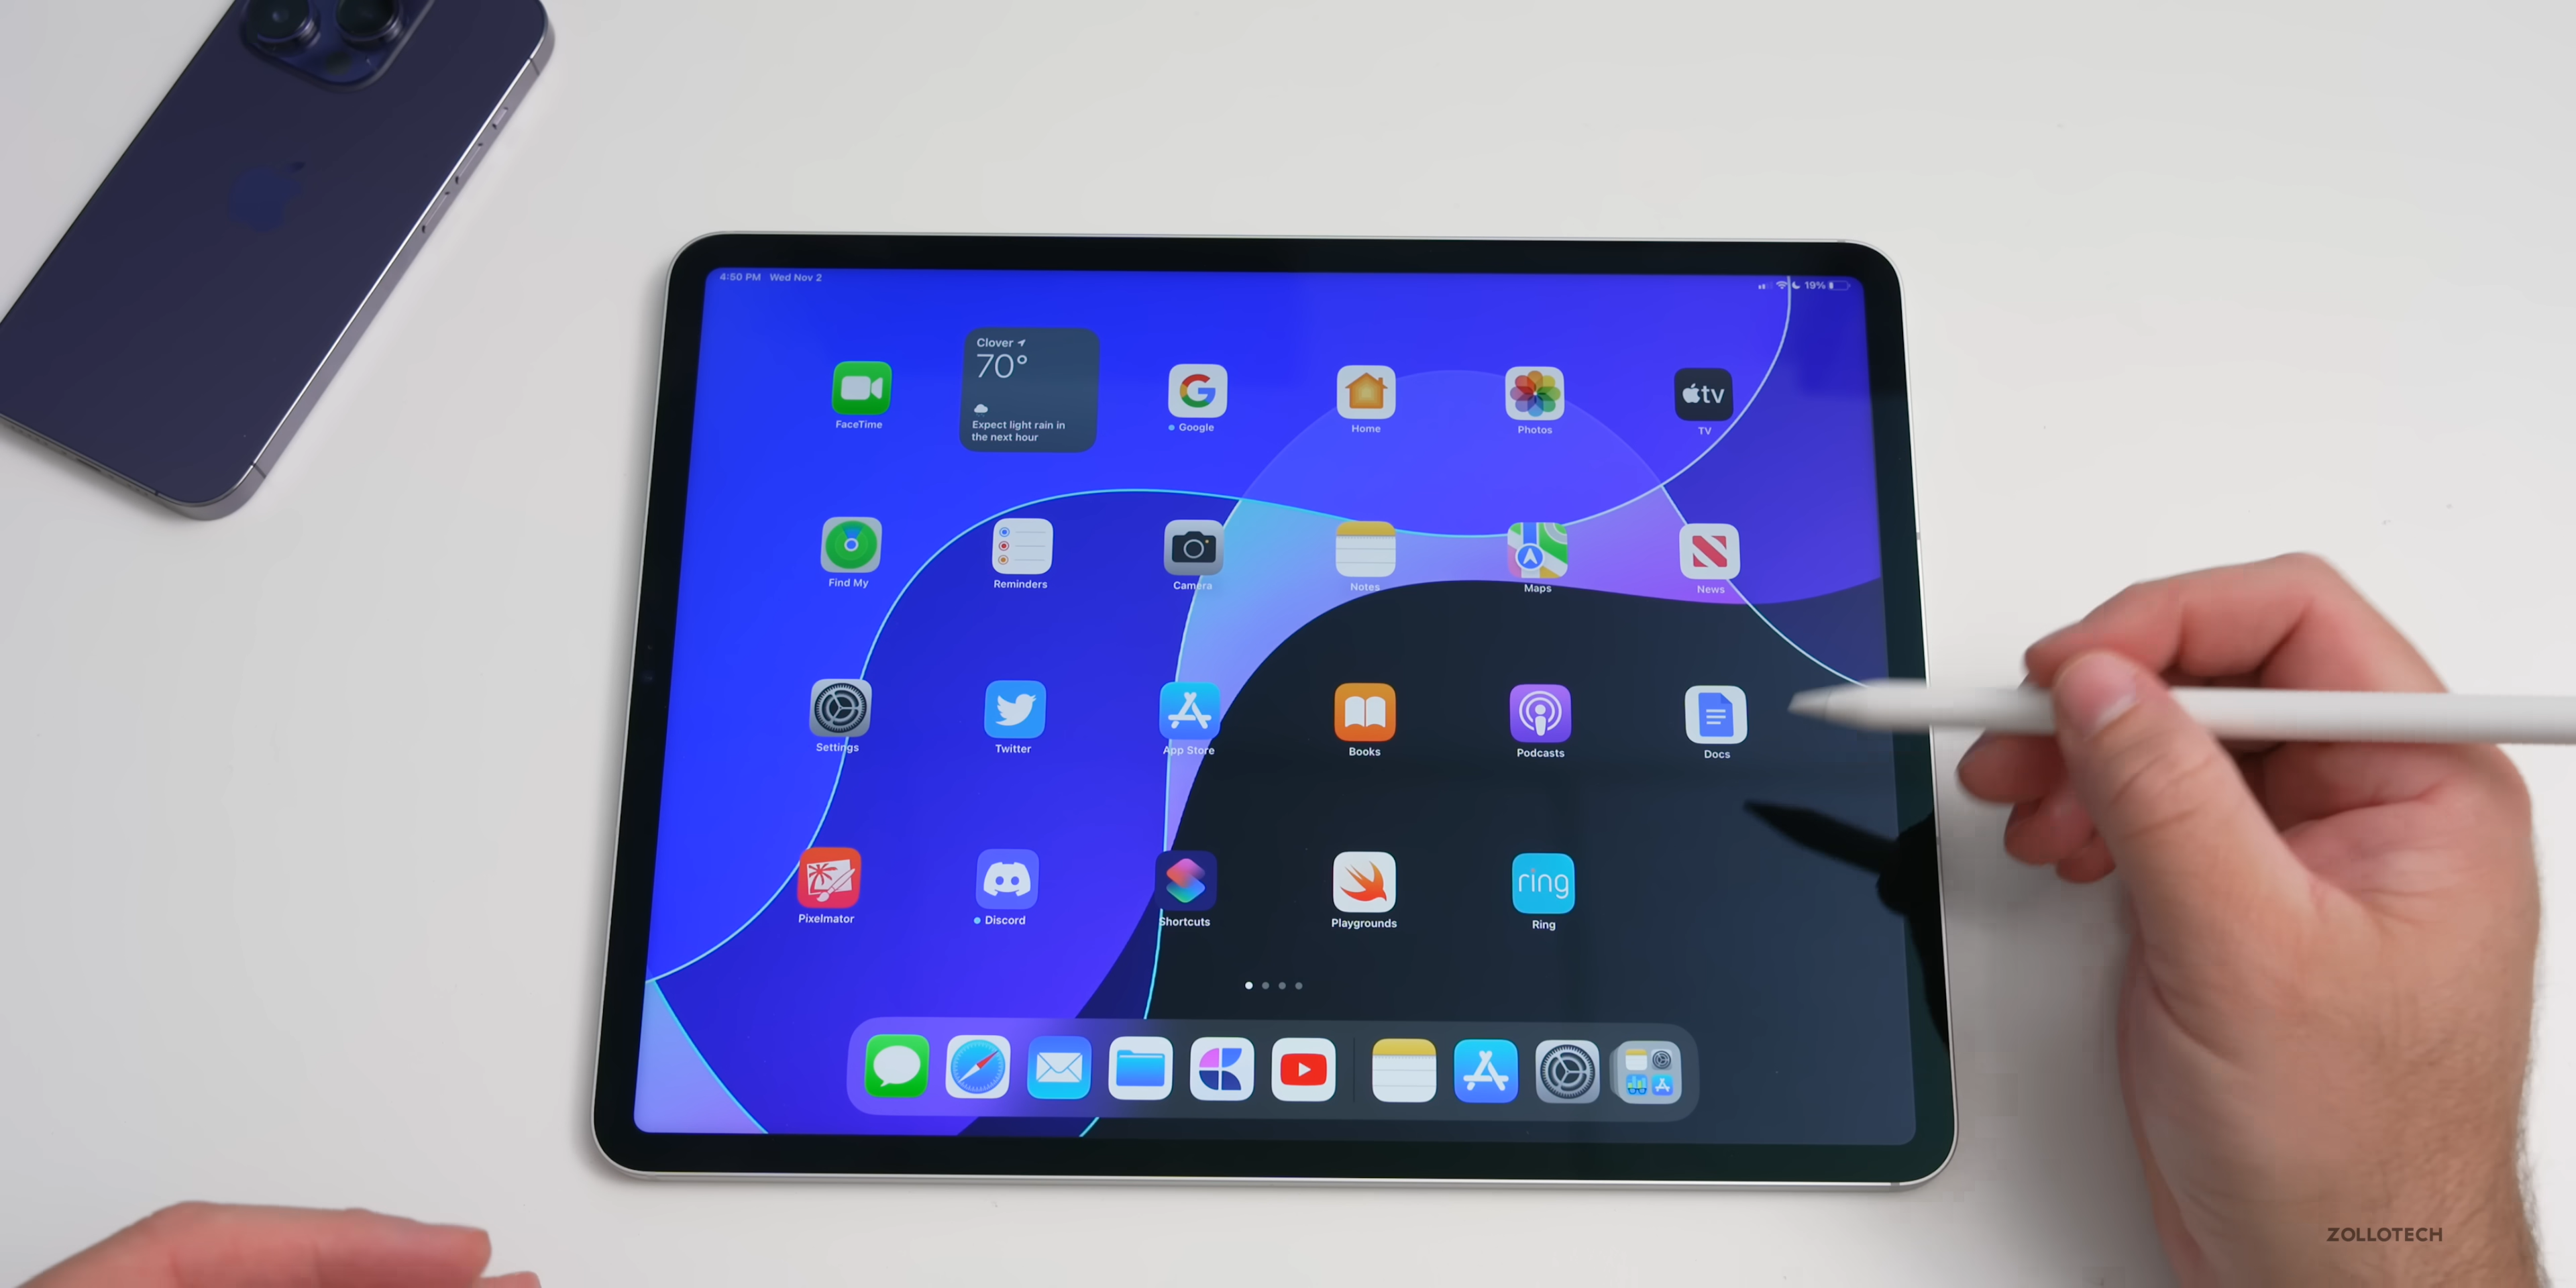 4:50 PM Wed Nov 2
19%
Clover
70°
Expect light rain in
the next hour
FaceTime
Google
Home
Photos
tv
TV
Find My
Reminders
Camera
Notes
Maps
News
Settings
Twitter
App Store
Books
Podcasts
Docs
Pixelmator
Discord
Shortcuts
Playgrounds
ring
Ring
ZOLLOTECH